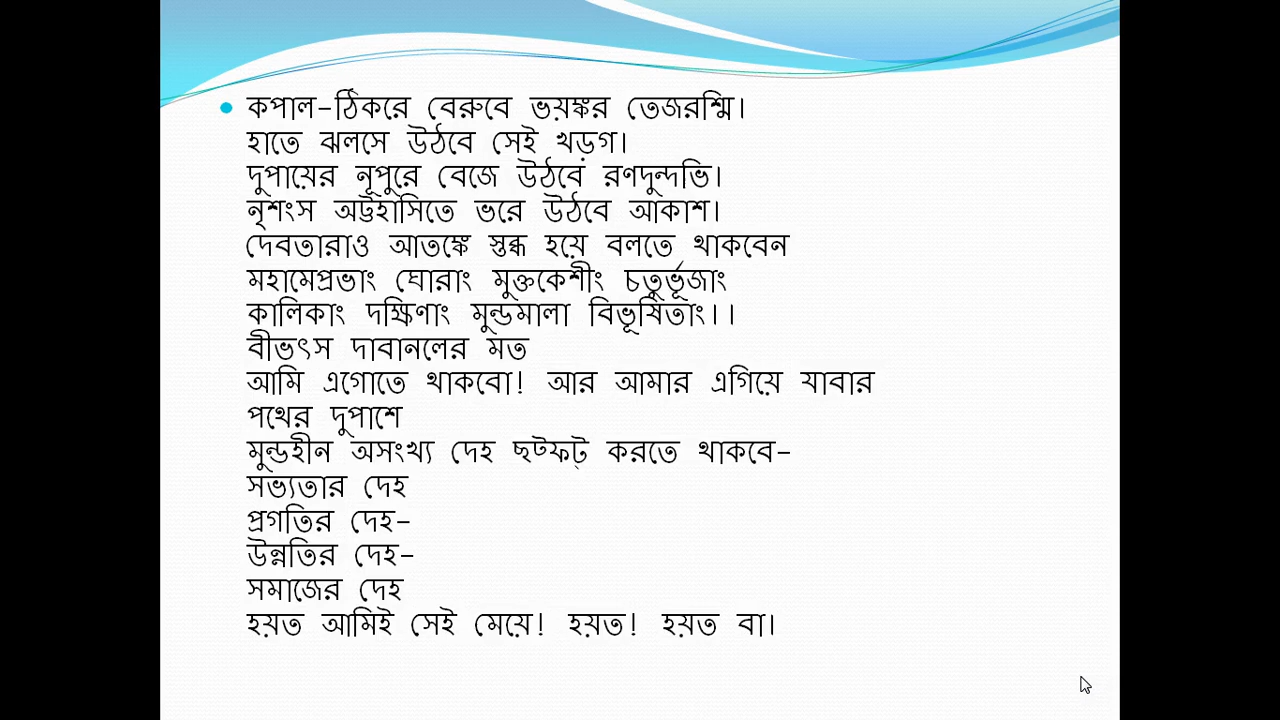 কপাল-ঠিঁকরে বেরুবে ভয়ঙ্কর তেজরশ্মি।
হাতে ঝলসে উঠবে সেই খড়গ।
দুপায়ের নূপুরে বেজে উঠবে রণদুন্দভি।
নৃশংস অট্টহাসিতে ভরে উঠবে আকাশ।
দেবতারাও আতঙ্কে স্তব্ধ হয়ে বলতে থাকবেন
মহামেপ্রভাং ঘোরাং মুক্তকেশীং চতুর্ভূজাং
কালিকাং দক্ষিণাং মুন্ডমালা বিভূষিতাং।।
বীভৎস দাবানলের মত
আমি এগোতে থাকবো! আর আমার এগিয়ে যাবার
পথের দুপাশে
মুন্ডহীন অসংখ্য দেহ ছট্ফট্ করতে থাকবে-
সভ্যতার দেহ
প্রগতির দেহ-
উন্নতির দেহ-
সমাজের দেহ
হয়ত আমিই সেই মেয়ে! হয়ত! হয়ত বা।